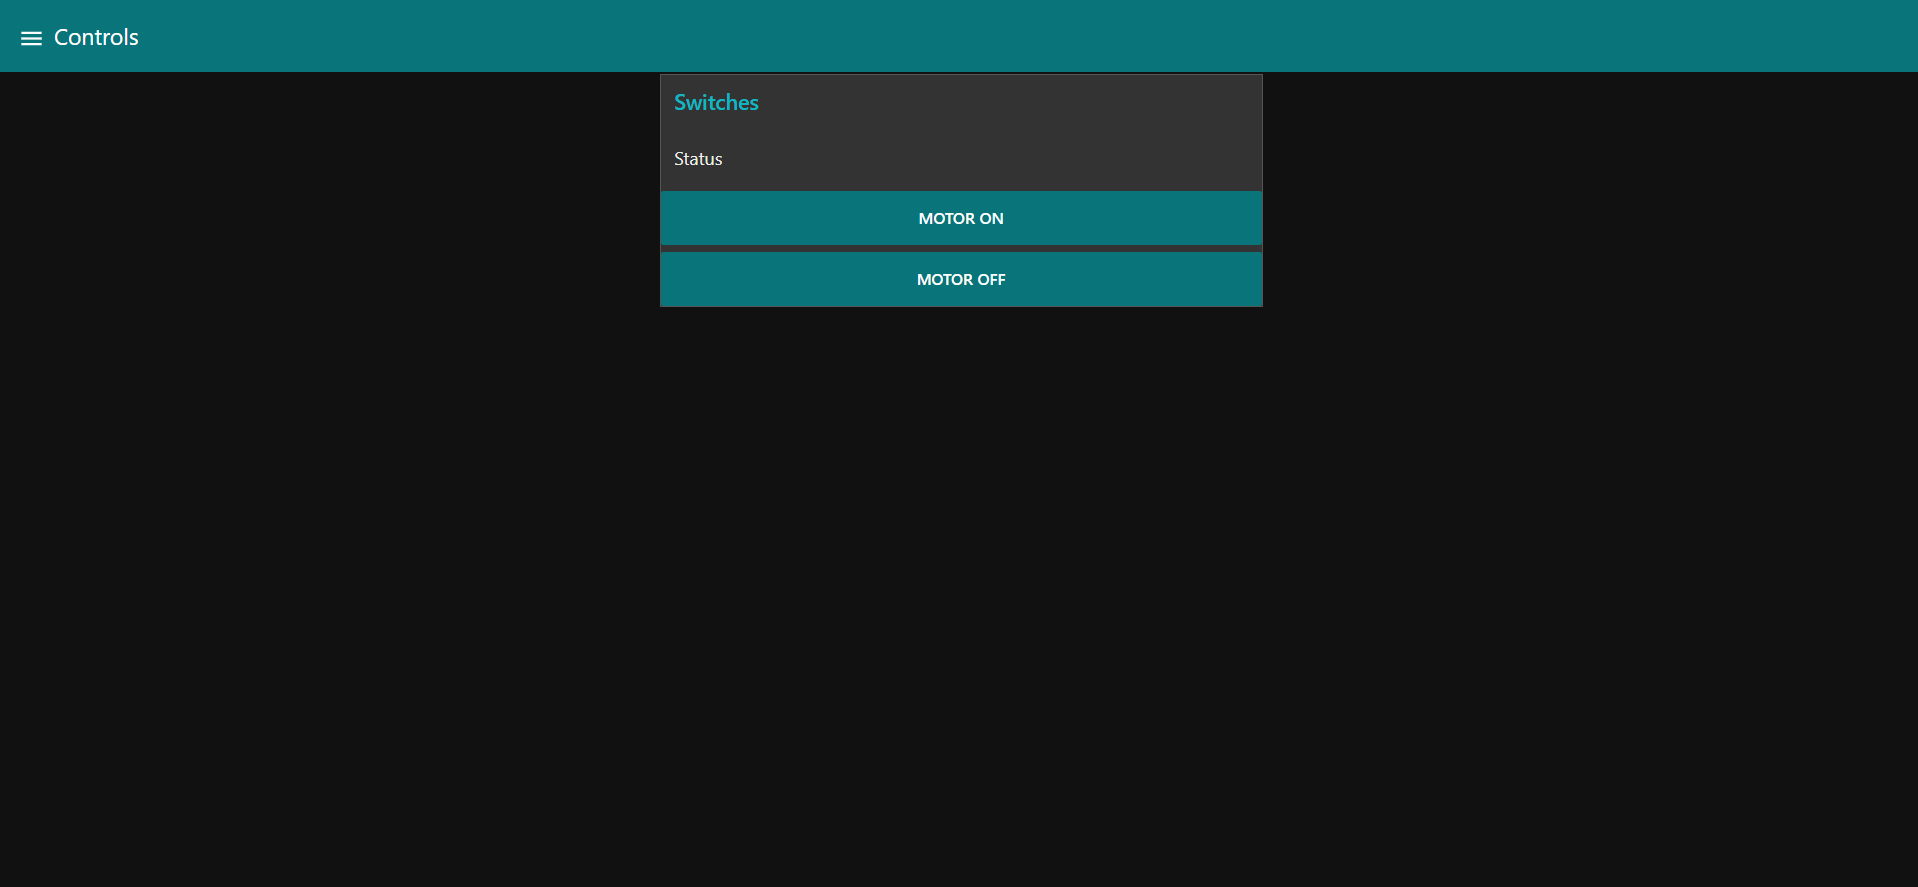 Controls
Switches
Status
MOTOR ON
MOTOR OFF